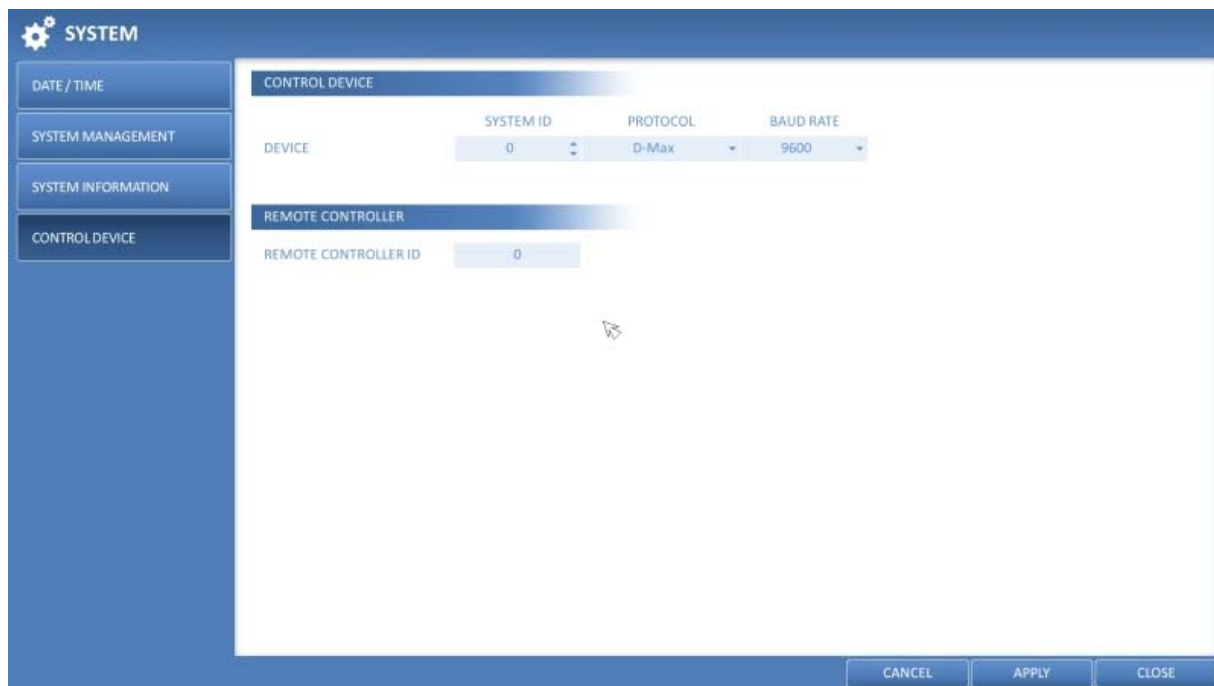 SYSTEM
DATE / TIME
SYSTEM MANAGEMENT
SYSTEM INFORMATION
CONTROL DEVICE
CONTROL DEVICE
SYSTEM ID PROTOCOL BAUD RATE
DEVICE 0 D-Max 9600
REMOTE CONTROLLER
REMOTE CONTROLLER ID 0
CANCEL APPLY CLOSE